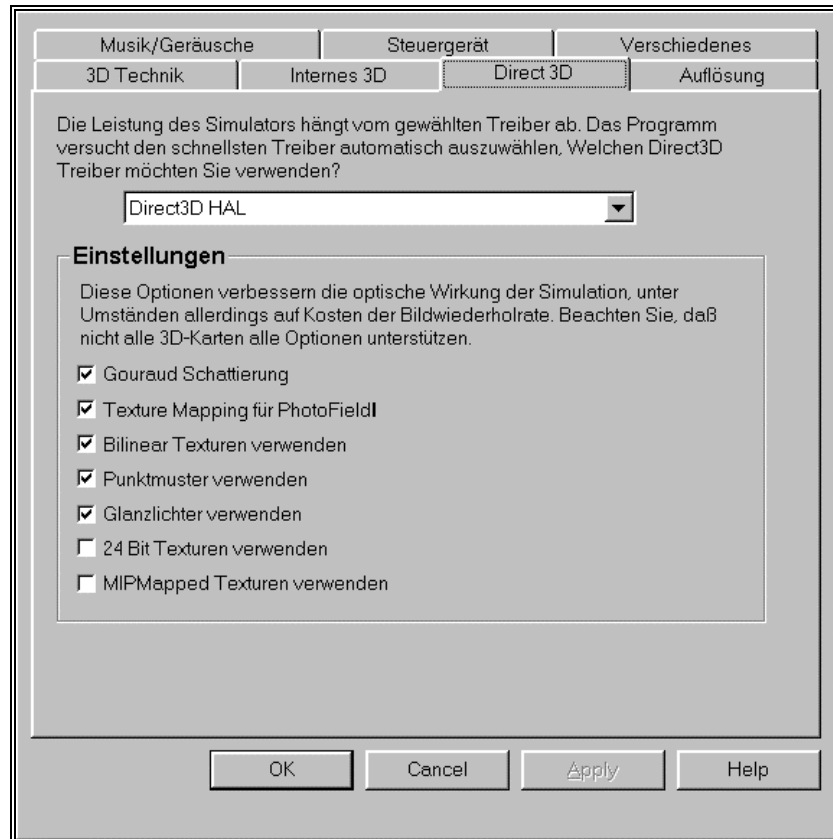 Musik/Geräusche Steuergerät Verschiedenes
3D Technik Internes 3D Direct 3D Auflösung
Die Leistung des Simulators hängt vom gewählten Treiber ab. Das Programm
versucht den schnellsten Treiber automatisch auszuwählen, Welchen Direct3D
Treiber möchten Sie verwenden?
Direct3D HAL
Einstellungen
Diese Optionen verbessern die optische Wirkung der Simulation, unter
Umständen allerdings auf Kosten der Bildwiederholrate. Beachten Sie, daß
nicht alle 3D-Karten alle Optionen unterstützen.
Gouraud Schattierung
Texture Mapping für PhotoFieldI
Bilinear Texturen verwenden
Punktmuster verwenden
Glanzlichter verwenden
24 Bit Texturen verwenden
MIPMapped Texturen verwenden
OK Cancel Apply Help